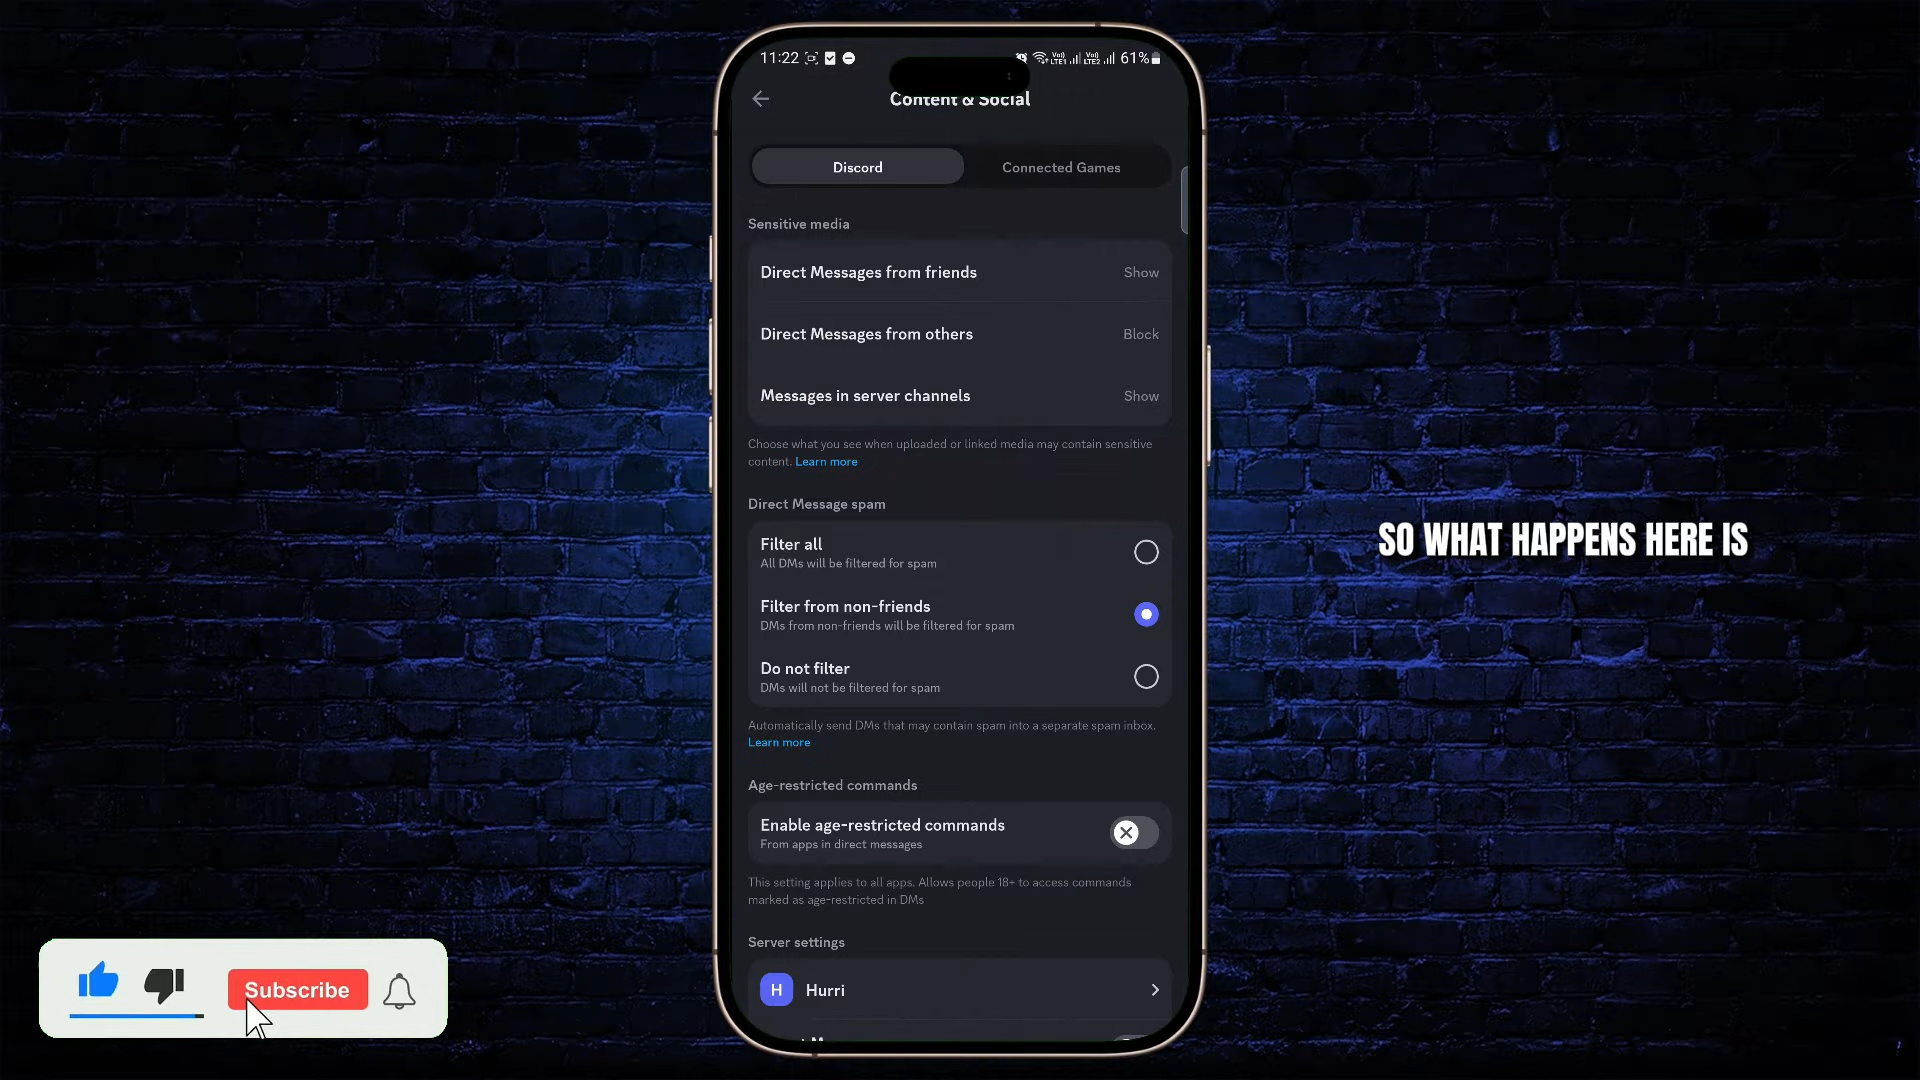 11:22
61%
Content & Social
Discord
Connected Games
Sensitive media
Direct Messages from friends
Show
Direct Messages from others
Block
Messages in server channels
Show
Choose what you see when uploaded or linked media may contain sensitive
content. Learn more
Direct Message spam
Filter all
All DMs will be filtered for spam
Filter from non-friends
DMs from non-friends will be filtered for spam
Do not filter
DMs will not be filtered for spam
Automatically send DMs that may contain spam into a separate spam inbox.
Learn more
Age-restricted commands
Enable age-restricted commands
From apps in direct messages
This setting applies to all apps. Allows people 18+ to access commands
marked as age-restricted in DMs
Server settings
H Hurri
SO WHAT HAPPENS HERE IS
Subscribe